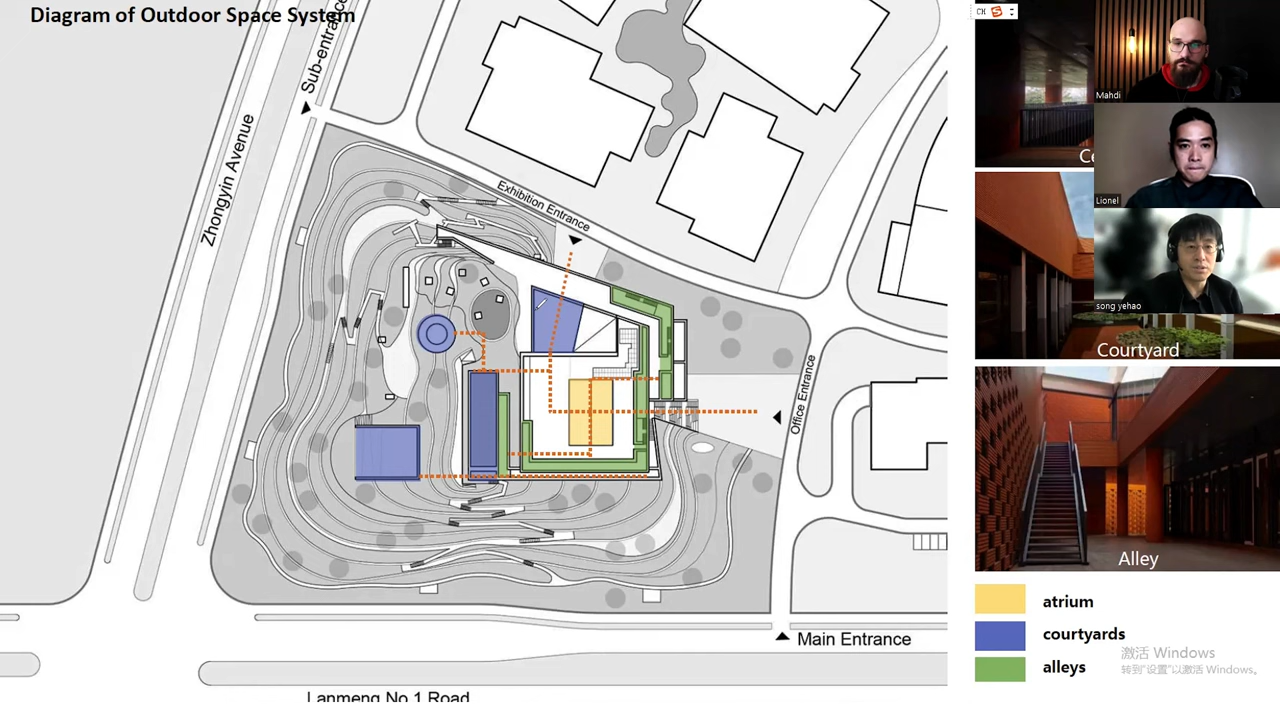 Diagram of Outdoor Space System
Sub-entrance
Zhongyin Avenue
Exhibition Entrance
Office Entrance
Main Entrance
Lanmeng No.1 Road
CH
Mahdi
Lionel
song yehao
Courtyard
Alley
atrium
courtyards
alleys
激活 Windows
转到"设置"以激活 Windows。